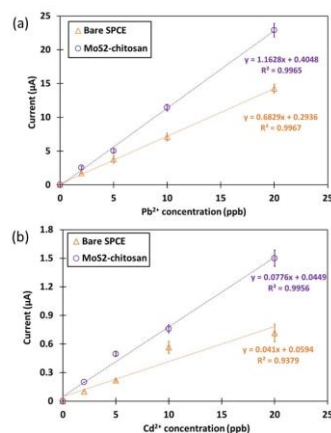 (a)
25
20
15
10
5
0
Current (µA)
Bare SPCE
MoS2-chitosan
y = 1.1628x + 0.4048
R² = 0.9965
y = 0.6829x + 0.2936
R² = 0.9967
0 5 10 15 20 25
Pb²⁺ concentration (ppb)
(b)
1.8
1.5
1.2
0.9
0.6
0.3
0
Current (µA)
Bare SPCE
MoS2-chitosan
y = 0.0776x + 0.0449
R² = 0.9956
y = 0.041x + 0.0594
R² = 0.9379
0 5 10 15 20 25
Cd²⁺ concentration (ppb)